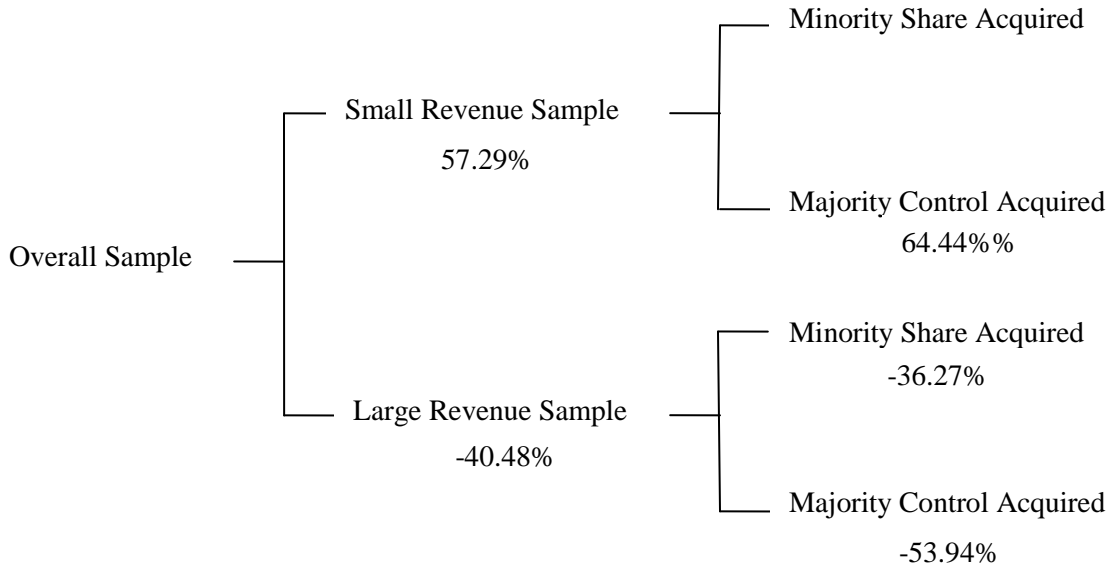 Minority Share Acquired
Small Revenue Sample
57.29%
Majority Control Acquired
64.44%%
Overall Sample
Minority Share Acquired
-36.27%
Large Revenue Sample
-40.48%
Majority Control Acquired
-53.94%